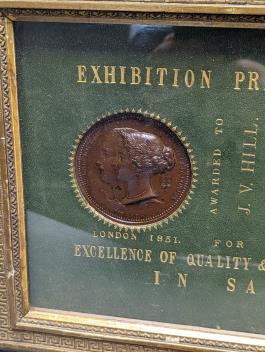 EXHIBITION PR
AWARDED TO
J. V. HILL.
LONDON 1851. FOR
EXCELLENCE OF QUALITY &
IN SA